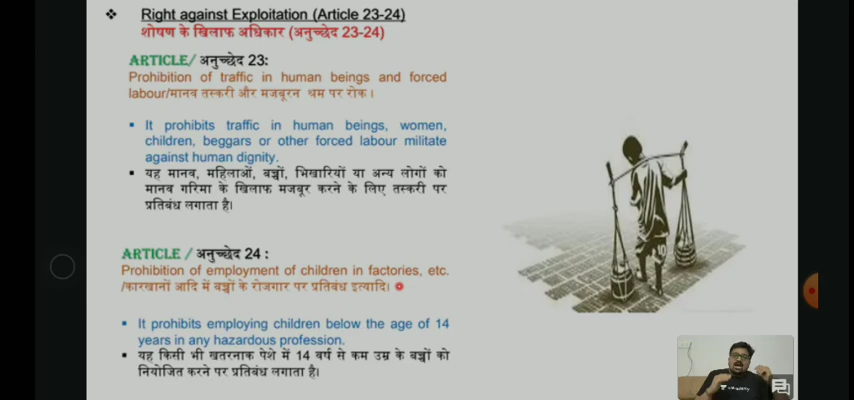 Right against Exploitation (Article 23-24)
शोषण के खिलाफ अधिकार (अनुच्छेद 23-24)
ARTICLE/ अनुच्छेद 23:
Prohibition of traffic in human beings and forced
labour/मानव तस्करी और मजबूरन श्रम पर रोक।
It prohibits traffic in human beings, women,
children, beggars or other forced labour militate
against human dignity.
यह मानव, महिलाओं, बच्चों, भिखारियों या अन्य लोगों को
मानव गरिमा के खिलाफ मजबूर करने के लिए तस्करी पर
प्रतिबंध लगाता है।
ARTICLE / अनुच्छेद 24 :
Prohibition of employment of children in factories, etc.
/कारखानों आदि में बच्चों के रोजगार पर प्रतिबंध इत्यादि।
It prohibits employing children below the age of 14
years in any hazardous profession.
यह किसी भी खतरनाक पेशे में 14 वर्ष से कम उम्र के बच्चों को
नियोजित करने पर प्रतिबंध लगाता है।